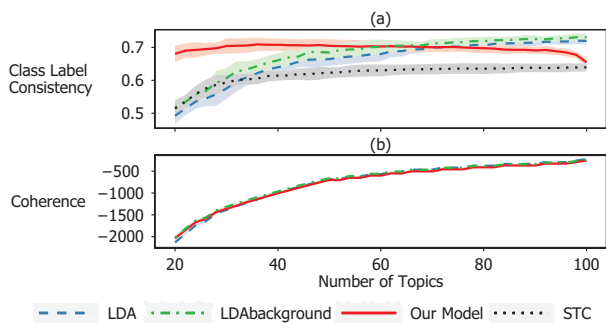 (a)
Class Label
Consistency
0.7
0.6
0.5
(b)
Coherence
−500
−1000
−1500
−2000
20 40 60 80 100
Number of Topics
LDA LDAbackground Our Model STC